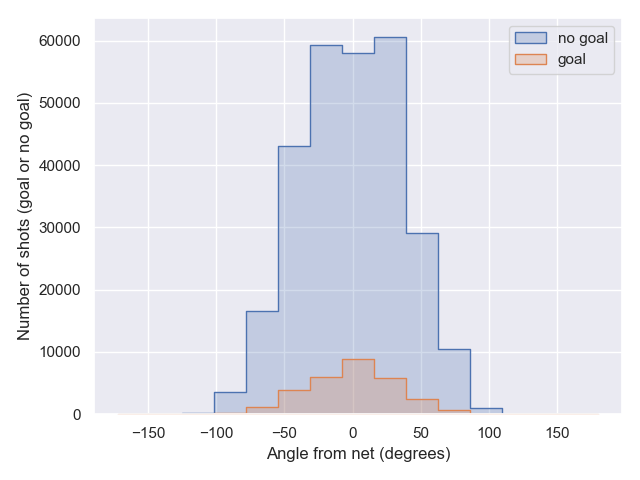 no goal
goal
Number of shots (goal or no goal)
60000
50000
40000
30000
20000
10000
0
−150 −100 −50 0 50 100 150
Angle from net (degrees)